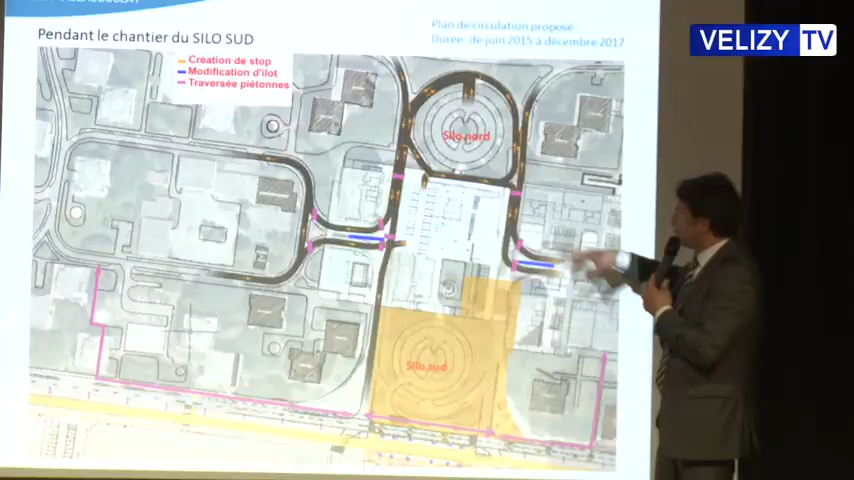 Pendant le chantier du SILO SUD
Plan de circulation proposé
Durée: de juin 2015 à décembre 2017
VELIZY TV
Création de stop
Modification d'ilot
Traversée piétonnes
Silo nord
Silo sud